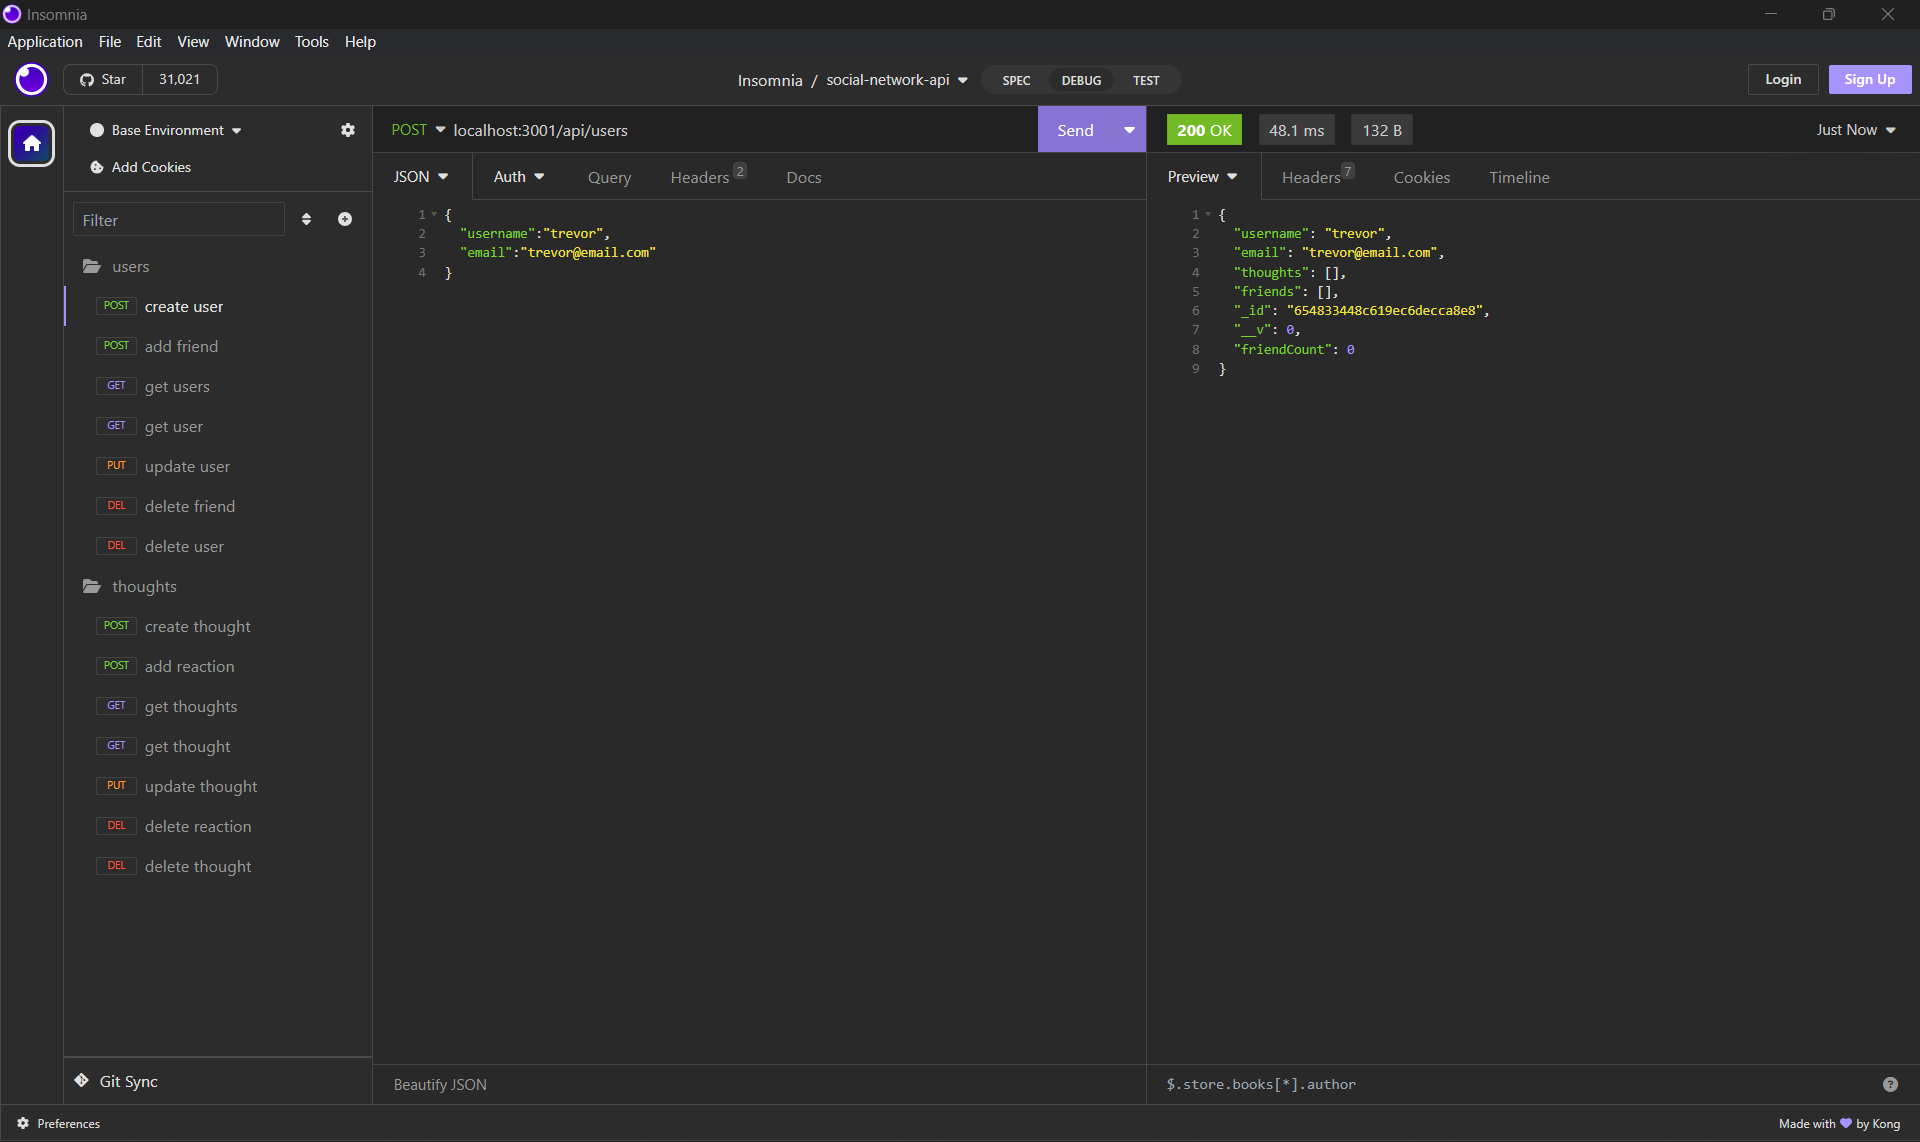 Insomnia
Application File Edit View Window Tools Help
Star 31,021
Insomnia / social-network-api SPEC DEBUG TEST
Login Sign Up
Base Environment
Add Cookies
Filter
users
POST create user
POST add friend
GET get users
GET get user
PUT update user
DEL delete friend
DEL delete user
thoughts
POST create thought
POST add reaction
GET get thoughts
GET get thought
PUT update thought
DEL delete reaction
DEL delete thought
Git Sync
POST localhost:3001/api/users Send
JSON Auth Query Headers 2 Docs
1 {
2 "username":"trevor",
3 "email":"trevor@email.com"
4 }
Beautify JSON
200 OK 48.1 ms 132 B Just Now
Preview Headers 7 Cookies Timeline
1 {
2 "username": "trevor",
3 "email": "trevor@email.com",
4 "thoughts": [],
5 "friends": [],
6 "_id": "654833448c619ec6decca8e8",
7 "__v": 0,
8 "friendCount": 0
9 }
$.store.books[*].author ?
Preferences
Made with 💜 by Kong